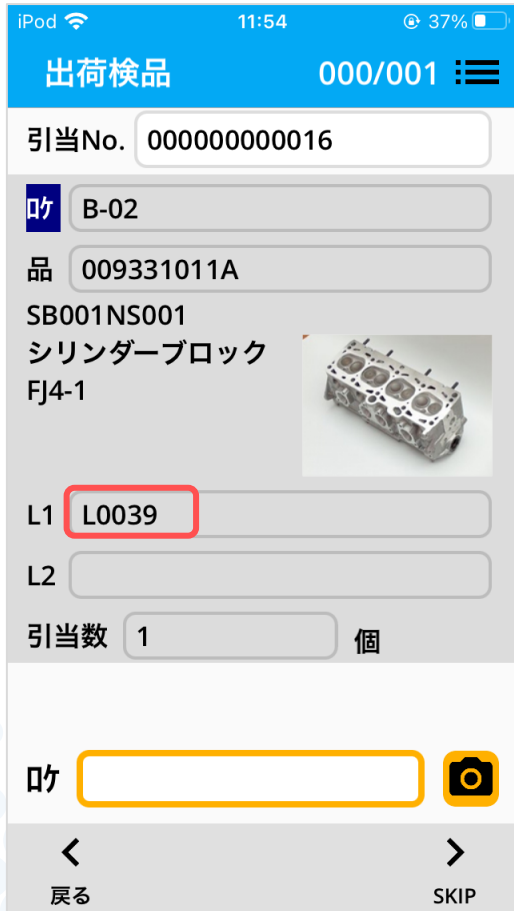 iPod 11:54 37%
出荷検品 000/001
引当No. 000000000016
ﾛｹ B-02
品 009331011A
SB001NS001
シリンダーブロック
FJ4-1
L1 L0039
L2
引当数 1 個
ﾛｹ
戻る SKIP